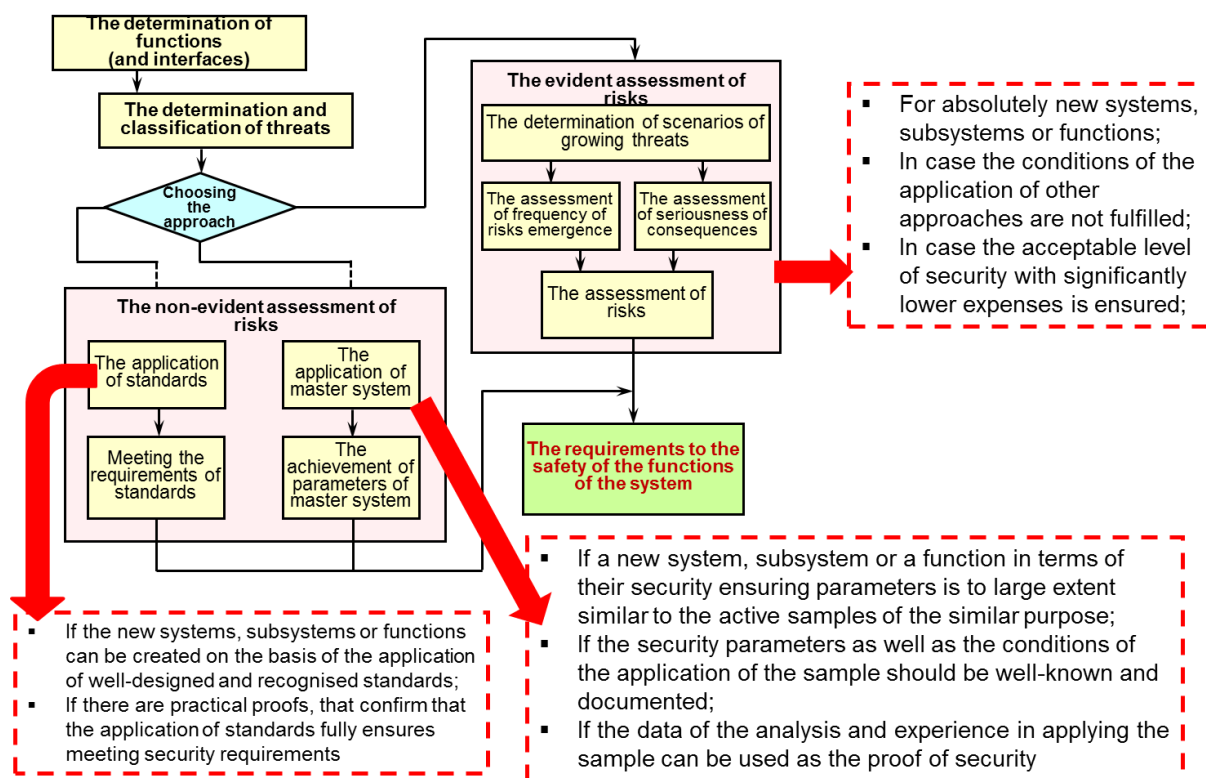 The determination of
functions
(and interfaces)
The determination and
classification of threats
Choosing
the
approach
The evident assessment of
risks
The determination of scenarios of
growing threats
The assessment
of frequency of
risks emergence
The assessment
of seriousness of
consequences
The assessment of
risks
▪ For absolutely new systems,
subsystems or functions;
▪ In case the conditions of the
application of other
approaches are not fulfilled;
▪ In case the acceptable level
of security with significantly
lower expenses is ensured;
The non-evident assessment of
risks
The application
of standards
The
application of
master system
Meeting the
requirements of
standards
The
achievement of
parameters of
master system
The requirements to the
safety of the functions
of the system
▪ If the new systems, subsystems or functions
can be created on the basis of the application
of well-designed and recognised standards;
▪ If there are practical proofs, that confirm that
the application of standards fully ensures
meeting security requirements
▪ If a new system, subsystem or a function in terms of
their security ensuring parameters is to large extent
similar to the active samples of the similar purpose;
▪ If the security parameters as well as the conditions of
the application of the sample should be well-known and
documented;
▪ If the data of the analysis and experience in applying the
sample can be used as the proof of security